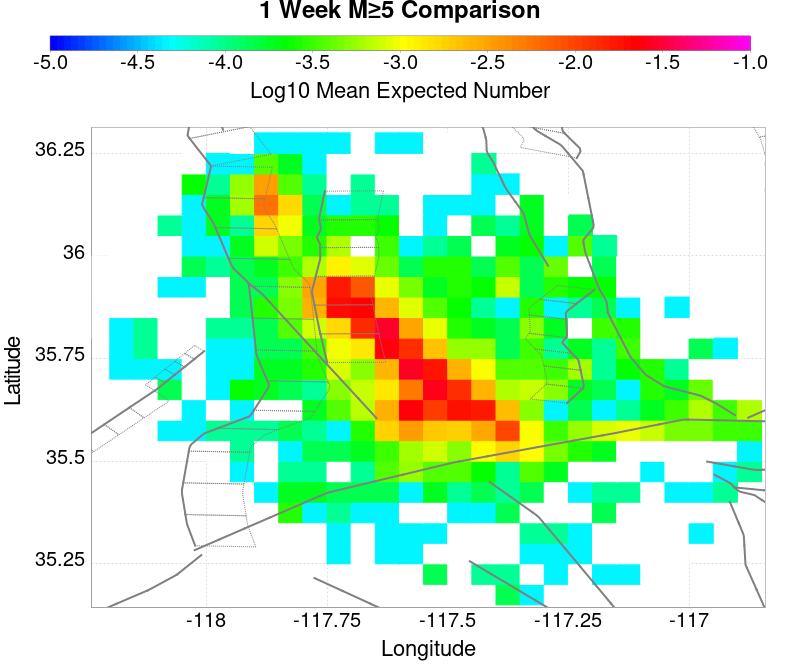 1 Week M≥5 Comparison
-5.0 -4.5 -4.0 -3.5 -3.0 -2.5 -2.0 -1.5 -1.0
Log10 Mean Expected Number
36.25
36
35.75
35.5
35.25
Latitude
-118 -117.75 -117.5 -117.25 -117
Longitude